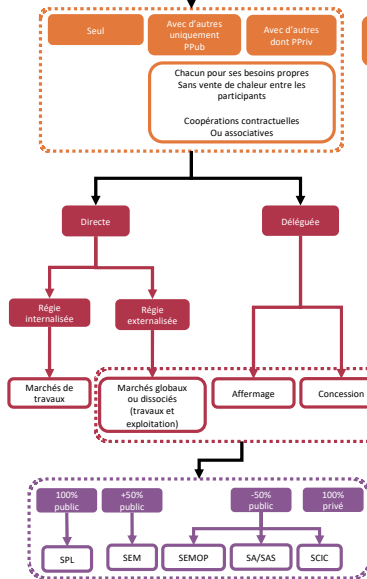 Seul
Avec d'autres
uniquement
PPub
Avec d'autres
dont PPriv
Chacun pour ses besoins propres
Sans vente de chaleur entre les
participants
Coopérations contractuelles
Ou associatives
Directe
Déléguée
Régie
internalisée
Régie
externalisée
Marchés de
travaux
Marchés globaux
ou dissociés
(travaux et
exploitation)
Affermage
Concession
100%
public
+50%
public
-50%
public
100%
privé
SPL
SEM
SEMOP
SA/SAS
SCIC